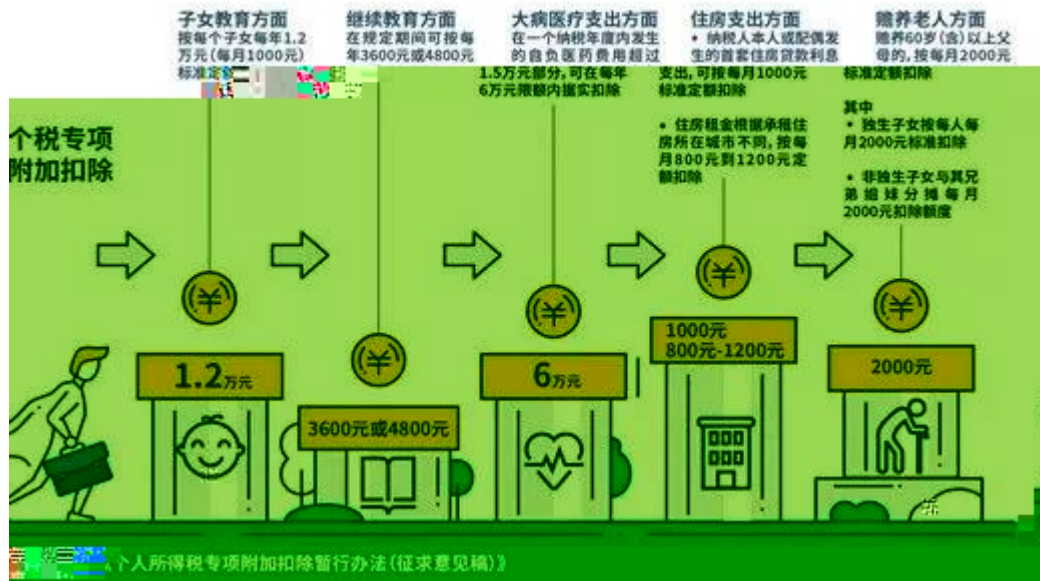 子女教育方面
按每个子女每年1.2
万元(每月1000元)
标准定
继续教育方面
在规定期间可按每
年3600元或4800元
大病医疗支出方面
在一个纳税年度内发生
的自负医药费用超过
1.5万元部分,可在每年
6万元限额内据实扣除
住房支出方面
• 纳税人本人或配偶发
生的首套住房贷款利息
支出,可按每月1000元
标准定额扣除
• 住房租金根据承租住
房所在城市不同,按每
月800元到1200元定
额扣除
赡养老人方面
赡养60岁(含)以上父
母的,按每月2000元
标准定额扣除
其中
• 独生子女按每人每
月2000元标准扣除
• 非独生子女与其兄
弟姐妹分摊每月
2000元扣除额度
个税专项
附加扣除
1.2万元
3600元或4800元
6万元
1000元
800元-1200元
2000元
个人所得税专项附加扣除暂行办法(征求意见稿)》